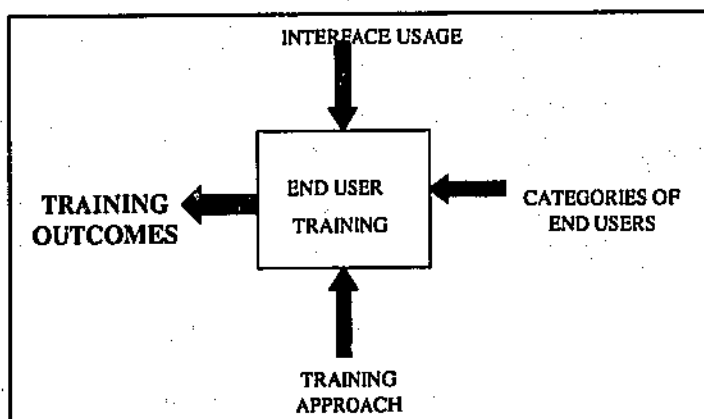 INTERFACE USAGE
END USER
TRAINING
TRAINING
OUTCOMES
CATEGORIES OF
END USERS
TRAINING
APPROACH